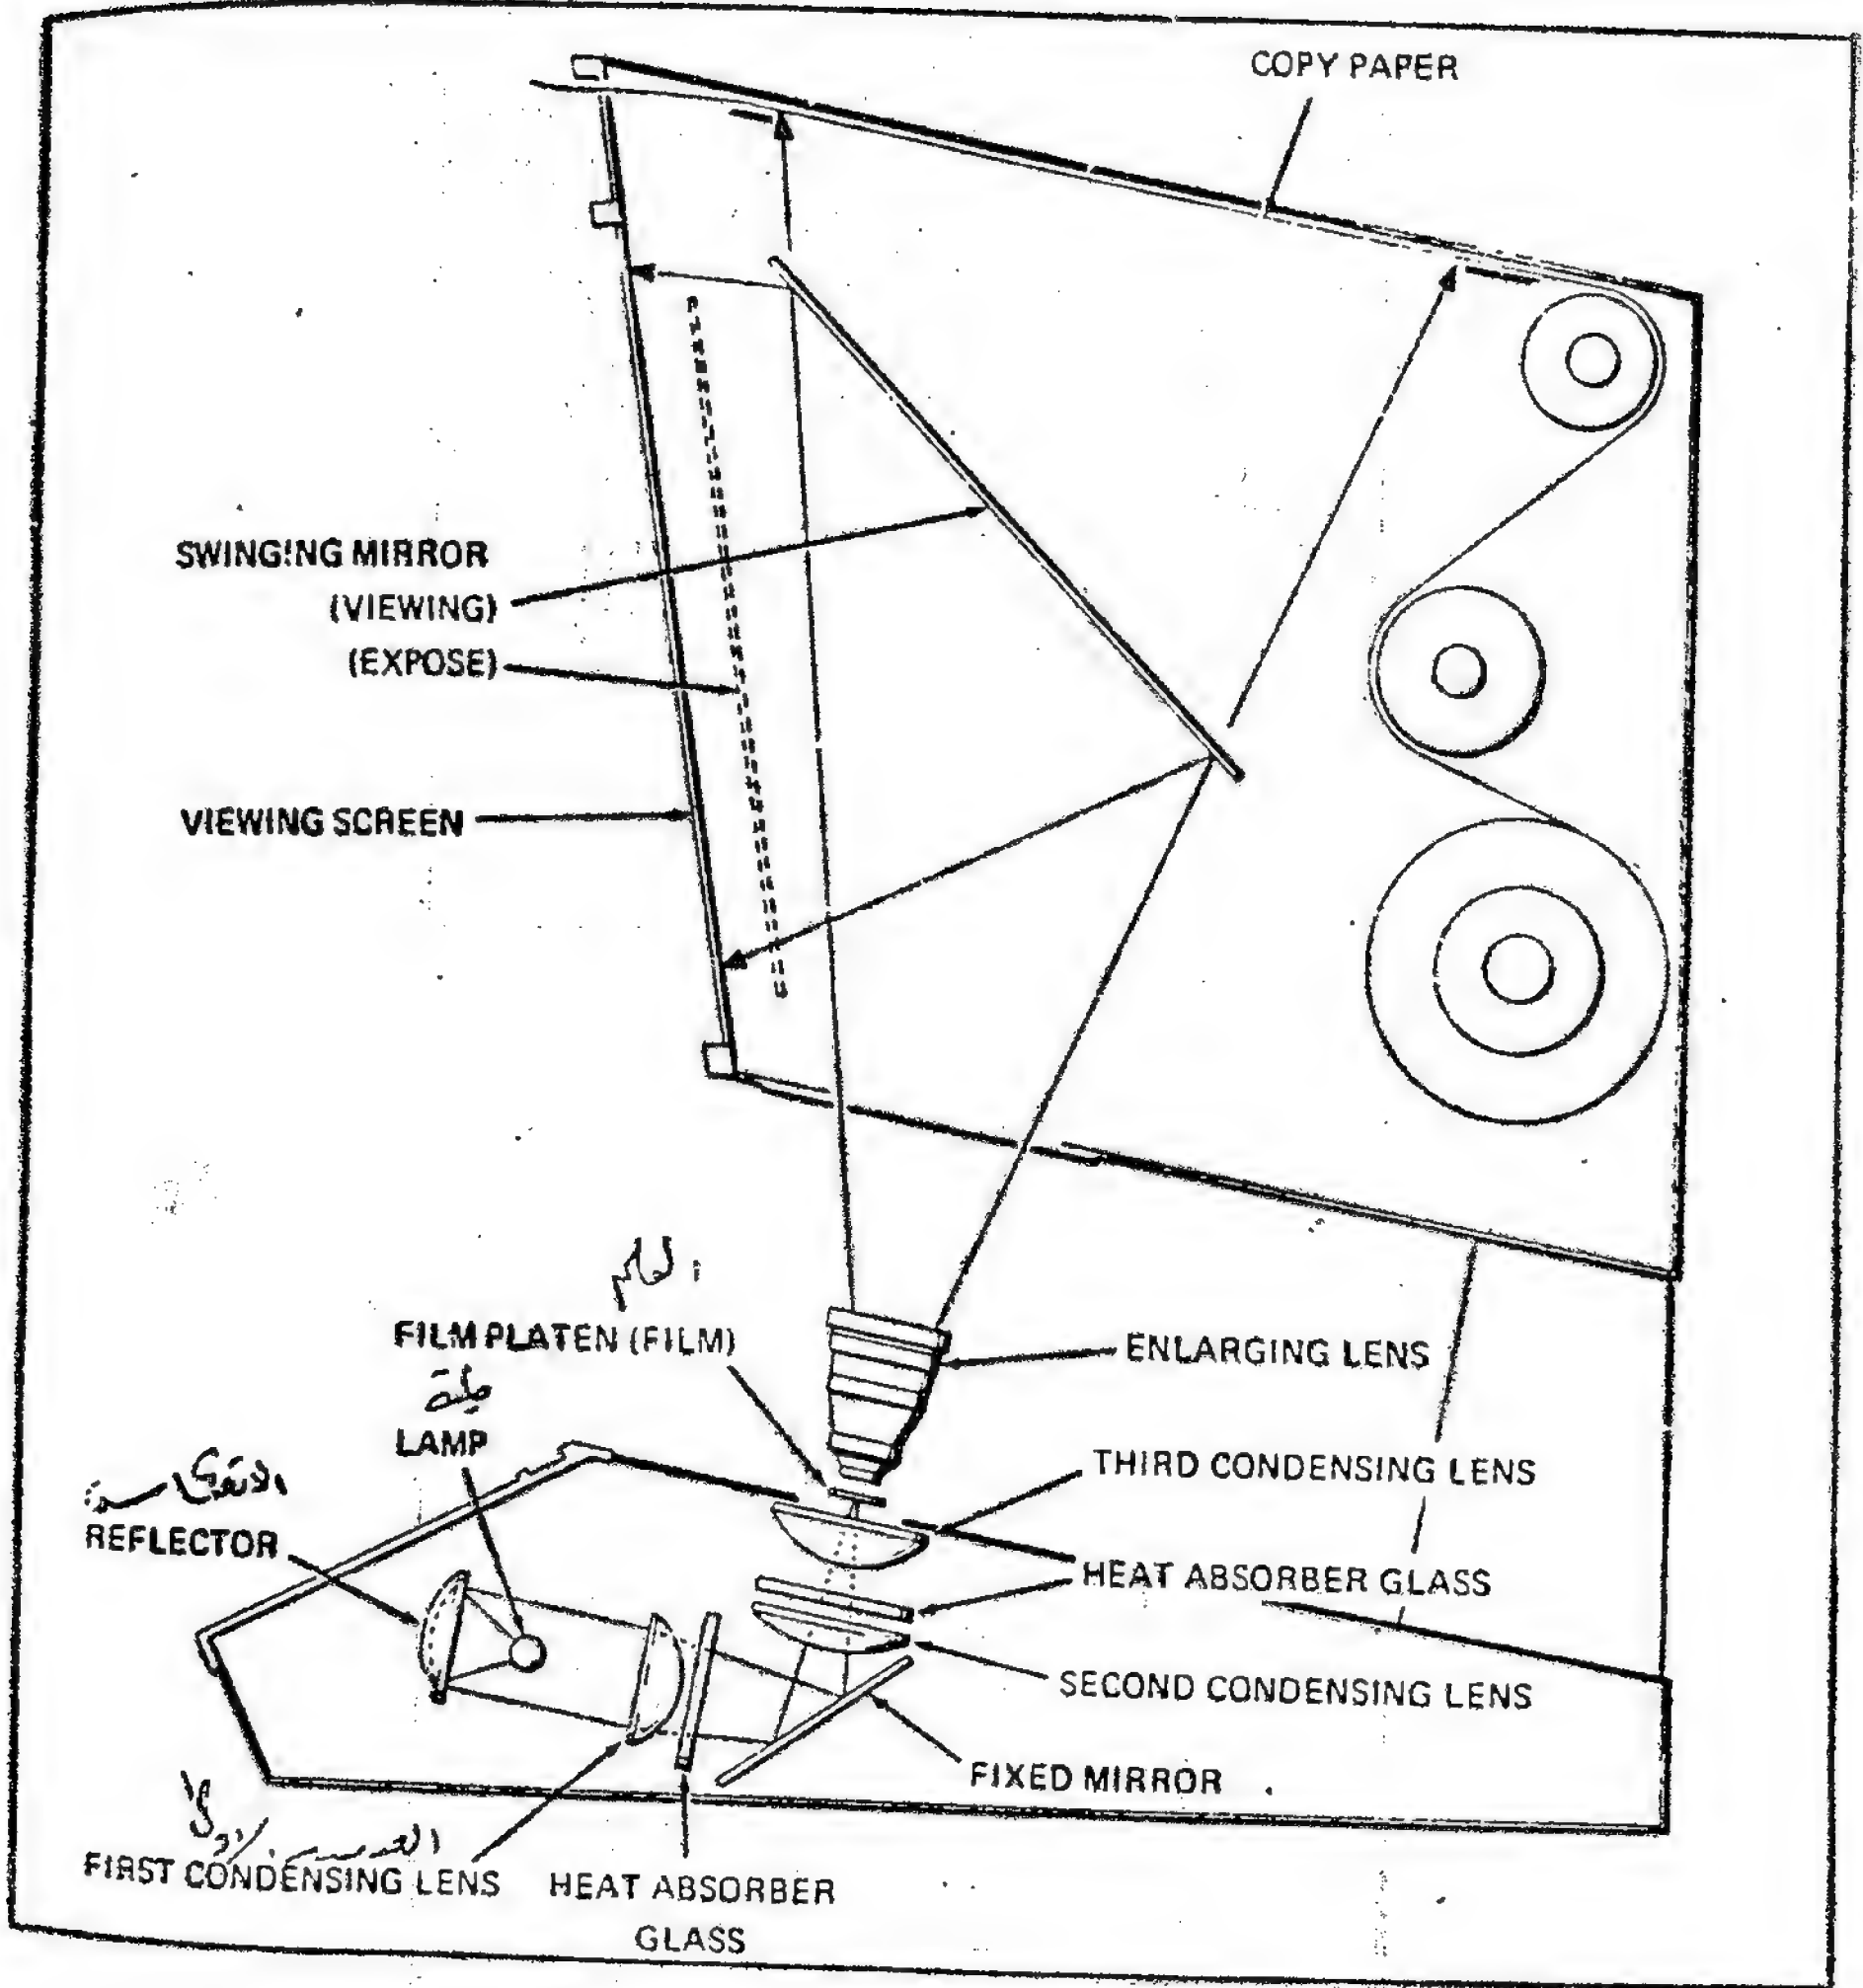 COPY PAPER
SWINGING MIRROR
(VIEWING)
(EXPOSE)
VIEWING SCREEN
FILM PLATEN (FILM)
ENLARGING LENS
LAMP
THIRD CONDENSING LENS
REFLECTOR
HEAT ABSORBER GLASS
SECOND CONDENSING LENS
FIXED MIRROR
FIRST CONDENSING LENS
HEAT ABSORBER
GLASS